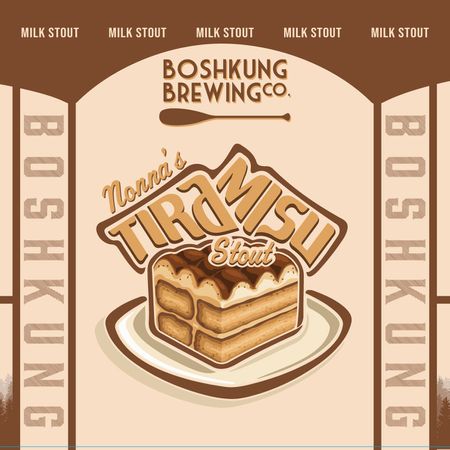 MILK STOUT MILK STOUT MILK STOUT MILK STOUT MILK STOUT
BOSHKUNG
BREWING CO.
Nonna's
TIRAMISU
Stout
BOSHKUNG
BOSHKUNG